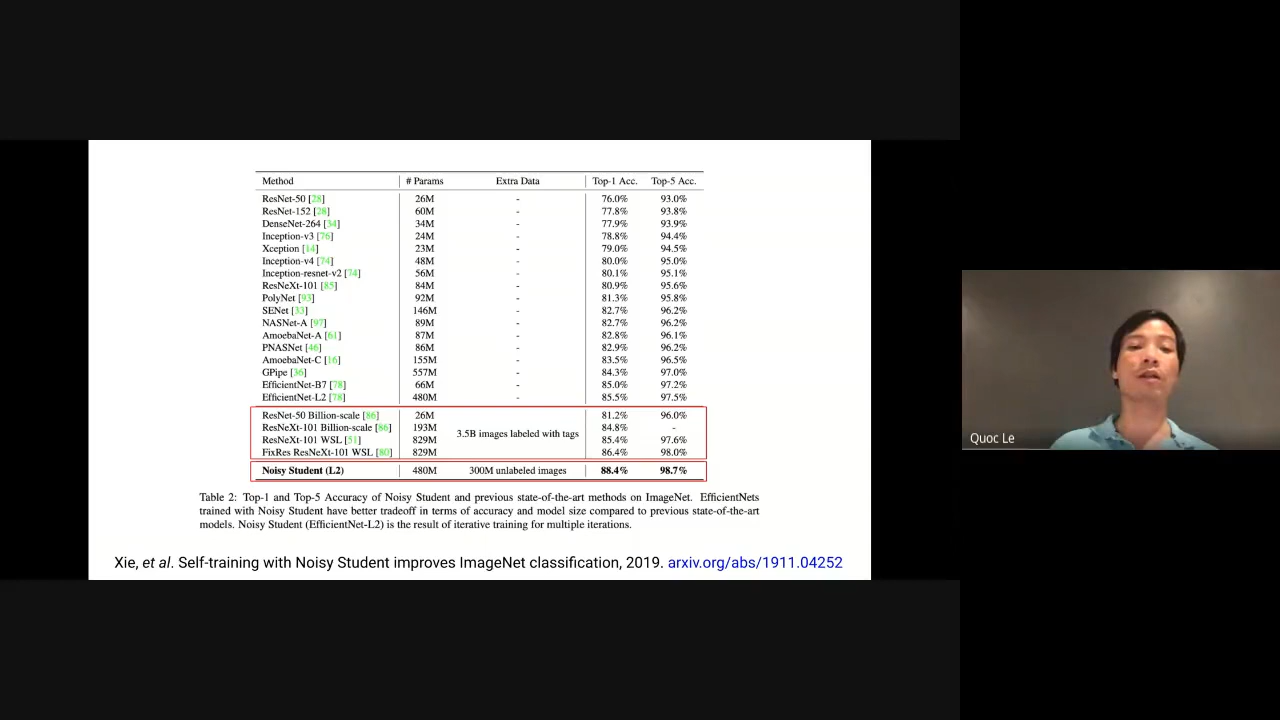 Method # Params Extra Data Top-1 Acc. Top-5 Acc.
ResNet-50 [28] 26M - 76.0% 93.0%
ResNet-152 [28] 60M - 77.8% 93.8%
DenseNet-264 [34] 34M - 77.9% 93.9%
Inception-v3 [76] 24M - 78.8% 94.4%
Xception [14] 23M - 79.0% 94.5%
Inception-v4 [74] 48M - 80.0% 95.0%
Inception-resnet-v2 [74] 56M - 80.1% 95.1%
ResNeXt-101 [85] 84M - 80.9% 95.6%
PolyNet [93] 92M - 81.3% 95.8%
SENet [33] 146M - 82.7% 96.2%
NASNet-A [97] 89M - 82.7% 96.2%
AmoebaNet-A [61] 87M - 82.8% 96.1%
PNASNet [46] 86M - 82.9% 96.2%
AmoebaNet-C [16] 155M - 83.5% 96.5%
GPipe [36] 557M - 84.3% 97.0%
EfficientNet-B7 [78] 66M - 85.0% 97.2%
EfficientNet-L2 [78] 480M - 85.5% 97.5%
ResNet-50 Billion-scale [86] 26M 81.2% 96.0%
ResNeXt-101 Billion-scale [86] 193M 84.8% -
3.5B images labeled with tags
ResNeXt-101 WSL [51] 829M 85.4% 97.6%
FixRes ResNeXt-101 WSL [80] 829M 86.4% 98.0%
Noisy Student (L2) 480M 300M unlabeled images 88.4% 98.7%
Table 2: Top-1 and Top-5 Accuracy of Noisy Student and previous state-of-the-art methods on ImageNet. EfficientNets
trained with Noisy Student have better tradeoff in terms of accuracy and model size compared to previous state-of-the-art
models. Noisy Student (EfficientNet-L2) is the result of iterative training for multiple iterations.
Xie, et al. Self-training with Noisy Student improves ImageNet classification, 2019. arxiv.org/abs/1911.04252
Quoc Le